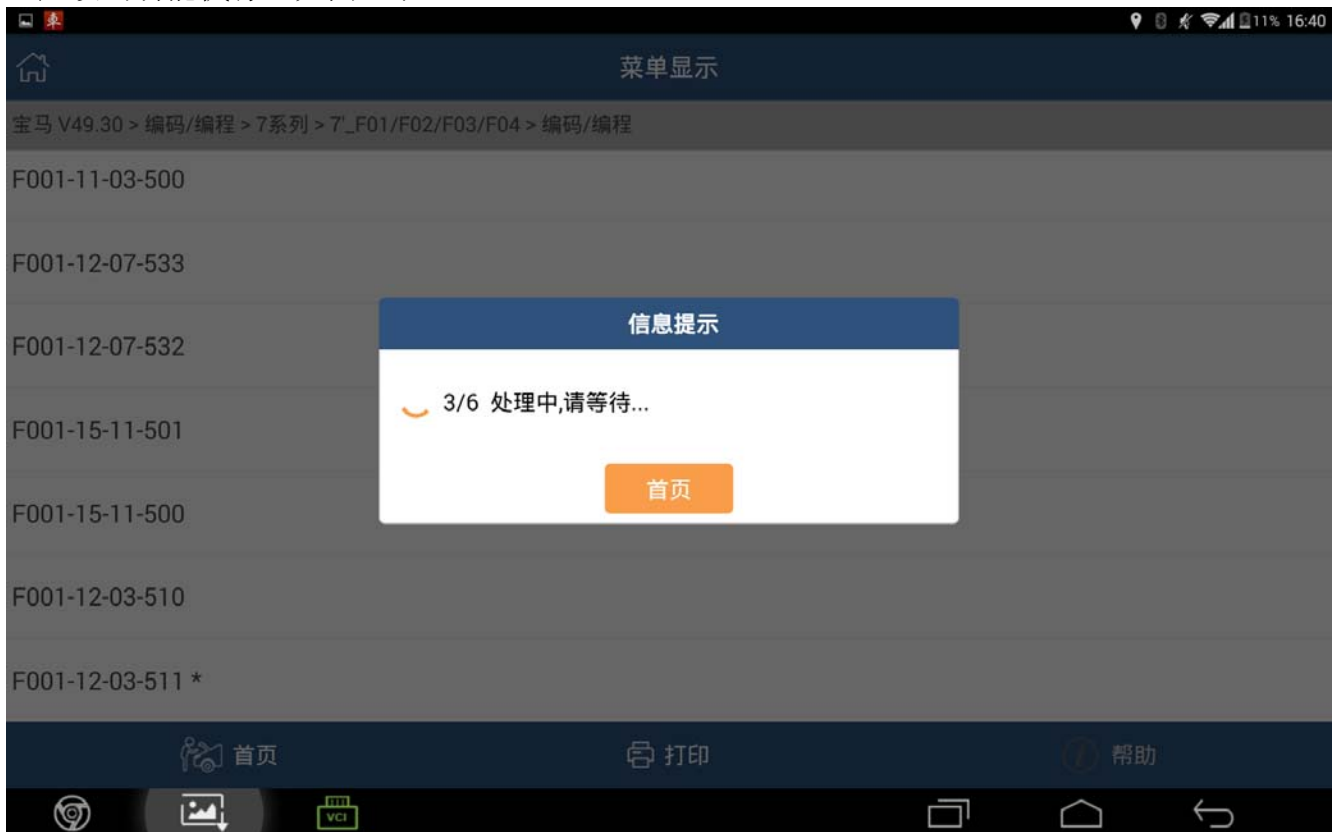 11% 16:40
菜单显示
宝马 V49.30 > 编码/编程 > 7系列 > 7'_F01/F02/F03/F04 > 编码/编程
F001-11-03-500
F001-12-07-533
信息提示
F001-12-07-532
3/6 处理中,请等待...
F001-15-11-501
首页
F001-15-11-500
F001-12-03-510
F001-12-03-511 *
首页
打印
帮助
VCI